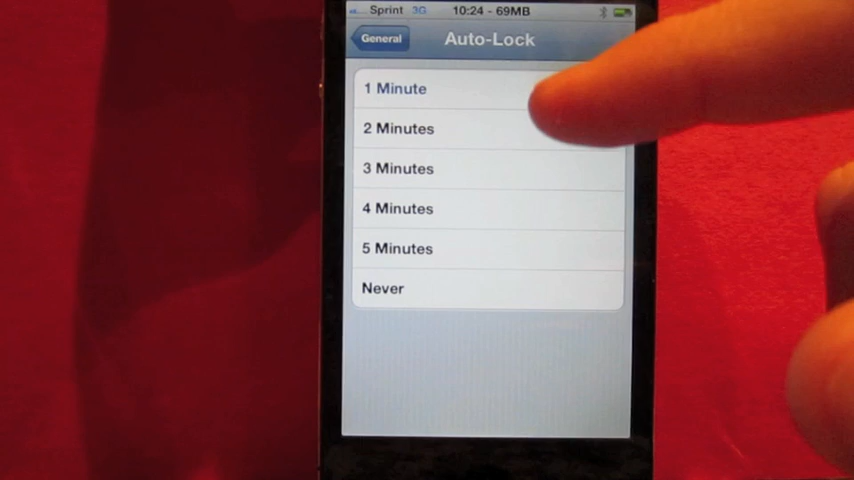 Sprint 3G 10:24 - 69MB
General Auto-Lock
1 Minute
2 Minutes
3 Minutes
4 Minutes
5 Minutes
Never